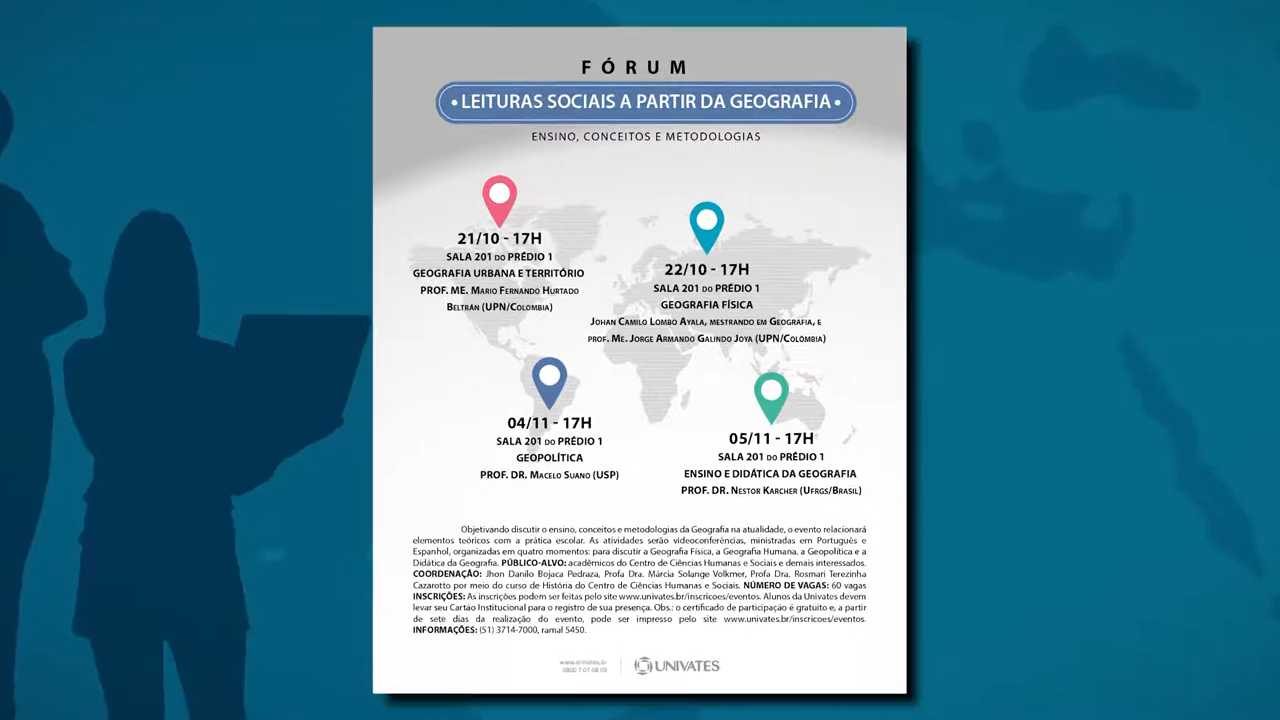 FÓRUM
• LEITURAS SOCIAIS A PARTIR DA GEOGRAFIA •
ENSINO, CONCEITOS E METODOLOGIAS
21/10 - 17H
SALA 201 DO PRÉDIO 1
GEOGRAFIA URBANA E TERRITÓRIO
PROF. ME. MARIO FERNANDO HURTADO
BELTRÁN (UPN/COLOMBIA)
22/10 - 17H
SALA 201 DO PRÉDIO 1
GEOGRAFIA FÍSICA
JOHAN CAMILO LOMBO AYALA, MESTRANDO EM GEOGRAFIA, E
PROF. ME. JORGE ARMANDO GALINDO JOYA (UPN/COLÔMBIA)
04/11 - 17H
SALA 201 DO PRÉDIO 1
GEOPOLÍTICA
PROF. DR. MACELO SUANO (USP)
05/11 - 17H
SALA 201 DO PRÉDIO 1
ENSINO E DIDÁTICA DA GEOGRAFIA
PROF. DR. NESTOR KARCHER (UFRGS/BRASIL)
Objetivando discutir o ensino, conceitos e metodologias da Geografia na atualidade, o evento relacionará
elementos teóricos com a prática escolar. As atividades serão videoconferências, ministradas em Português e
Espanhol, organizadas em quatro momentos: para discutir a Geografia Física, a Geografia Humana, a Geopolítica e a
Didática da Geografia. PÚBLICO-ALVO: acadêmicos do Centro de Ciências Humanas e Sociais e demais interessados.
COORDENAÇÃO: Jhon Danilo Bojaca Pedraza, Profa Dra. Márcia Solange Volkmer, Profa Dra. Rosmari Terezinha
Cazarotto por meio do curso de História do Centro de Ciências Humanas e Sociais. NÚMERO DE VAGAS: 60 vagas
INSCRIÇÕES: As inscrições podem ser feitas pelo site www.univates.br/inscricoes/eventos. Alunos da Univates devem
levar seu Cartão Institucional para o registro de sua presença. Obs.: o certificado de participação é gratuito e, a partir
de sete dias da realização do evento, pode ser impresso pelo site www.univates.br/inscricoes/eventos.
INFORMAÇÕES: (51) 3714-7000, ramal 5450.
www.univates.br
0800 7 07 08 09
UNIVATES